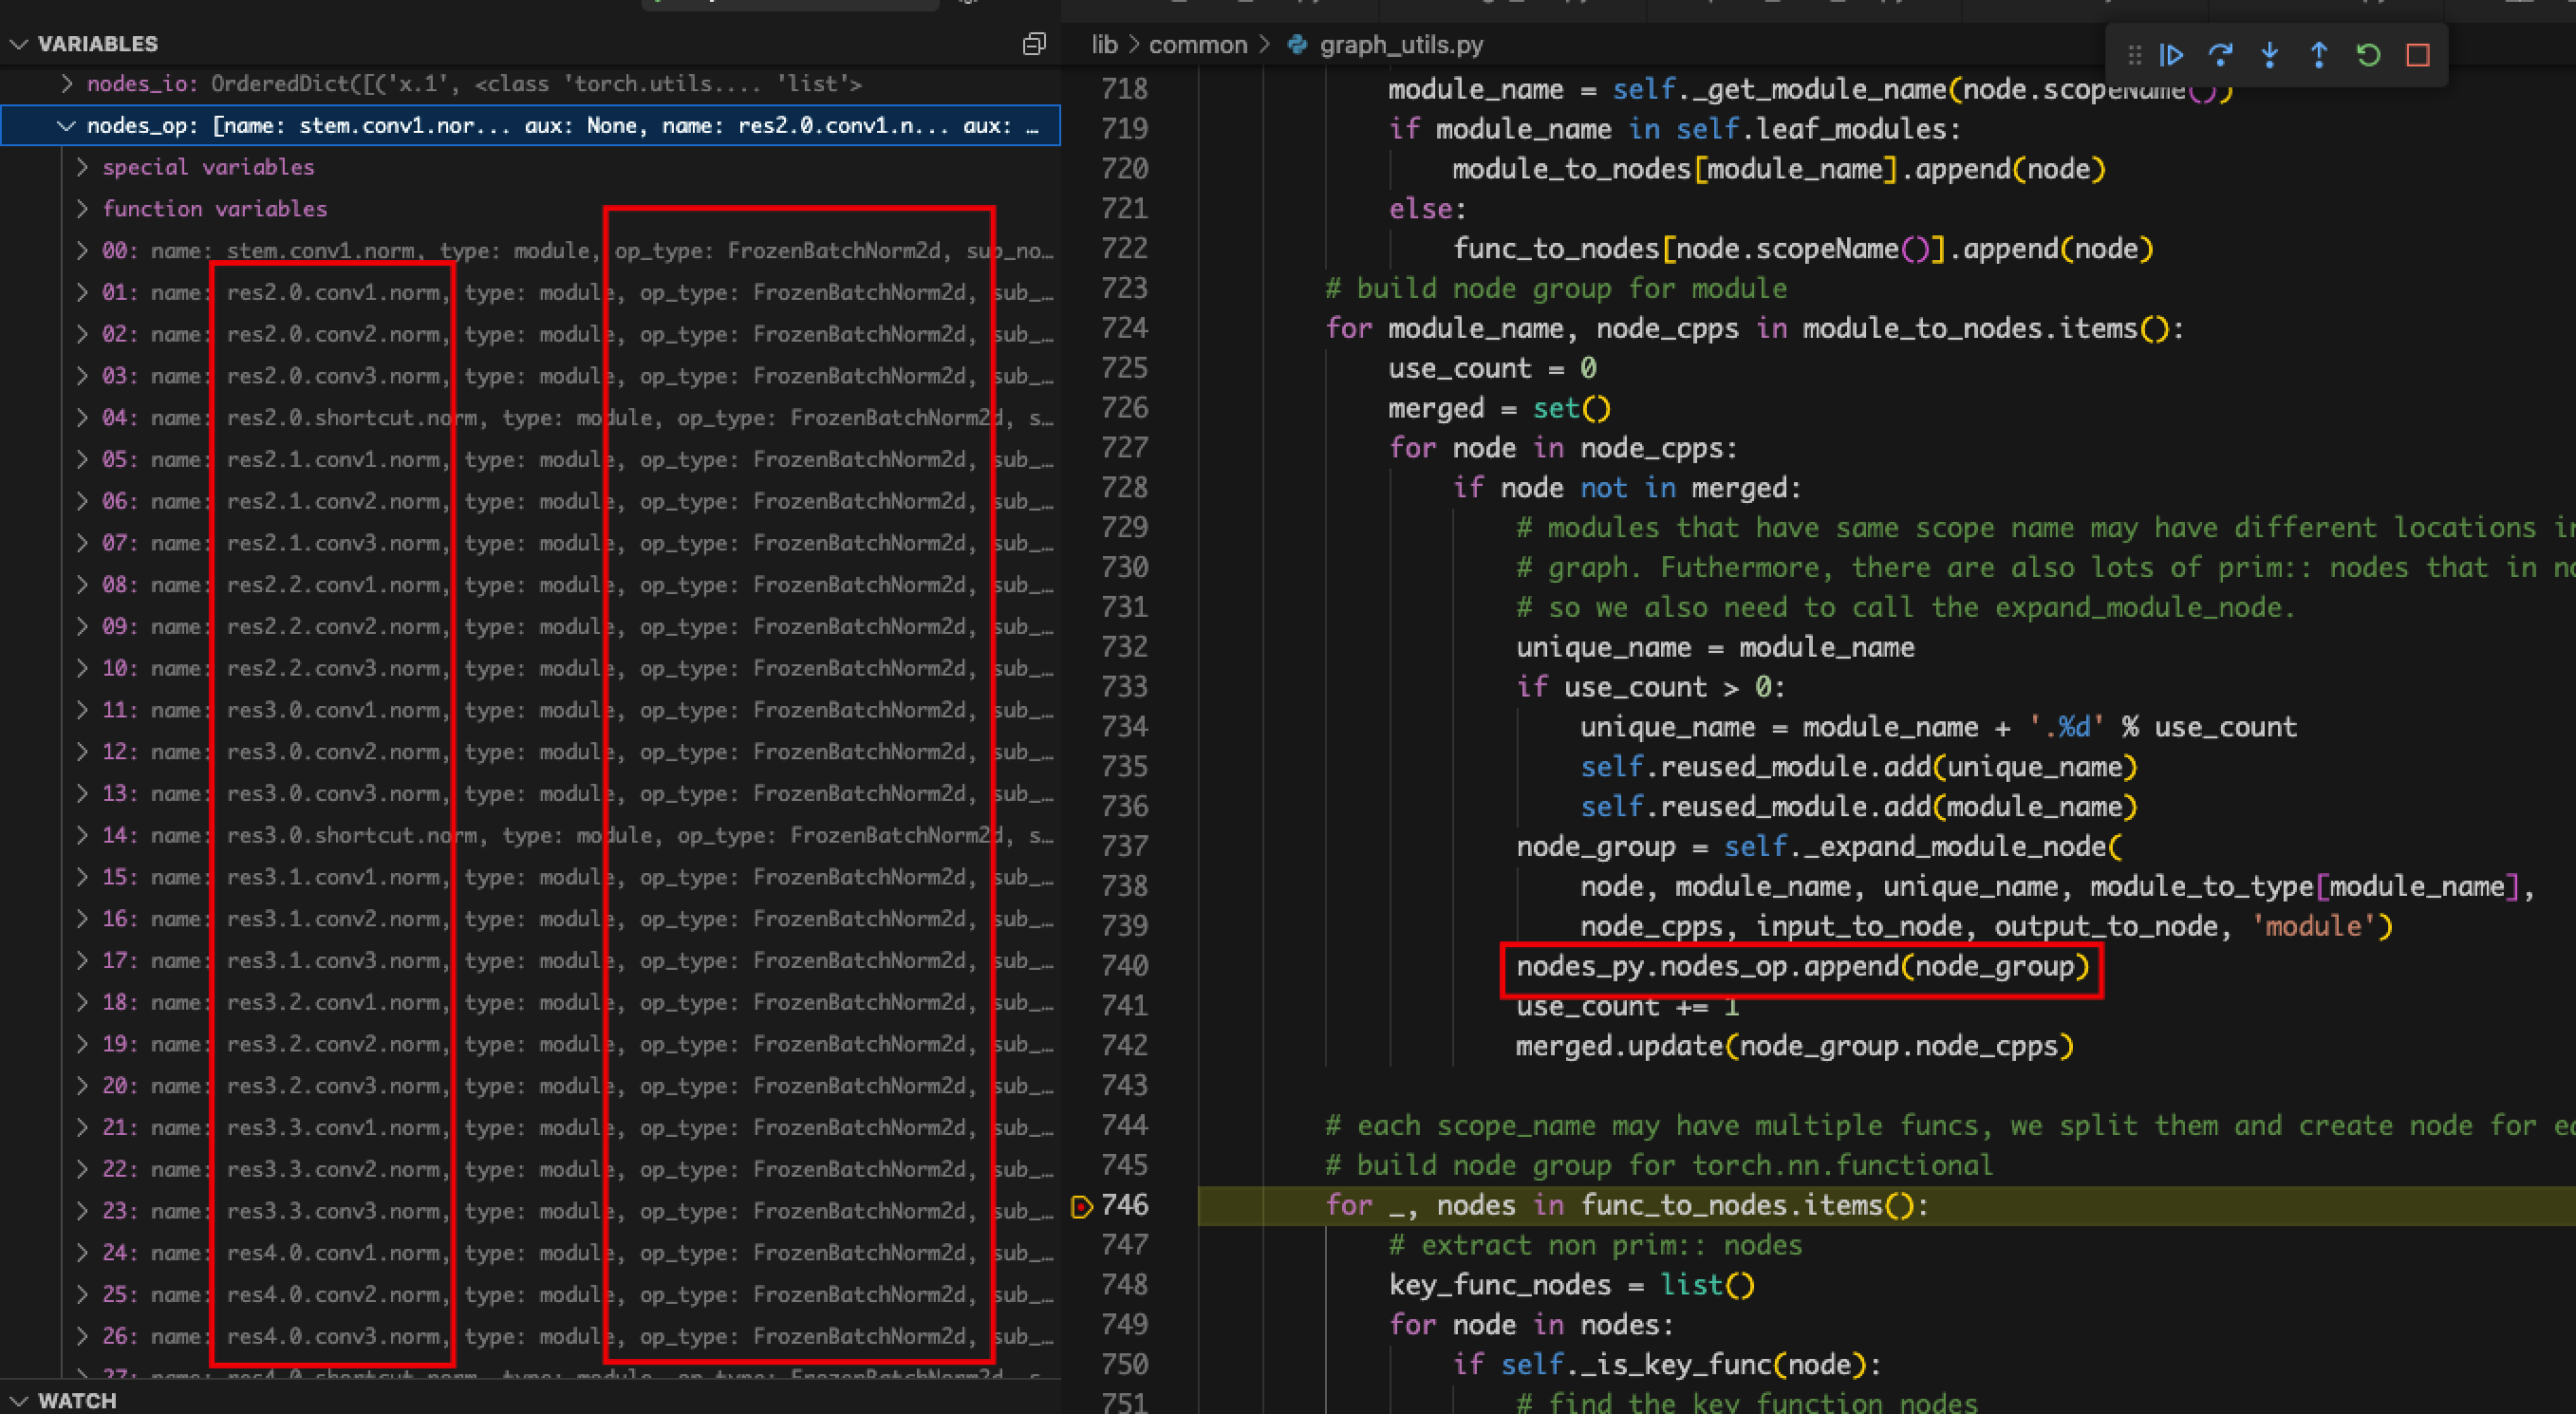 VARIABLES
nodes_io: OrderedDict([('x.1', <class 'torch.utils.... 'list'>
nodes_op: [name: stem.conv1.nor... aux: None, name: res2.0.conv1.n... aux: …
special variables
function variables
00: name: stem.conv1.norm, type: module, op_type: FrozenBatchNorm2d, sub_no…
01: name: res2.0.conv1.norm, type: module, op_type: FrozenBatchNorm2d, sub_…
02: name: res2.0.conv2.norm, type: module, op_type: FrozenBatchNorm2d, sub_…
03: name: res2.0.conv3.norm, type: module, op_type: FrozenBatchNorm2d, sub_…
04: name: res2.0.shortcut.norm, type: module, op_type: FrozenBatchNorm2d, s…
05: name: res2.1.conv1.norm, type: module, op_type: FrozenBatchNorm2d, sub_…
06: name: res2.1.conv2.norm, type: module, op_type: FrozenBatchNorm2d, sub_…
07: name: res2.1.conv3.norm, type: module, op_type: FrozenBatchNorm2d, sub_…
08: name: res2.2.conv1.norm, type: module, op_type: FrozenBatchNorm2d, sub_…
09: name: res2.2.conv2.norm, type: module, op_type: FrozenBatchNorm2d, sub_…
10: name: res2.2.conv3.norm, type: module, op_type: FrozenBatchNorm2d, sub_…
11: name: res3.0.conv1.norm, type: module, op_type: FrozenBatchNorm2d, sub_…
12: name: res3.0.conv2.norm, type: module, op_type: FrozenBatchNorm2d, sub_…
13: name: res3.0.conv3.norm, type: module, op_type: FrozenBatchNorm2d, sub_…
14: name: res3.0.shortcut.norm, type: module, op_type: FrozenBatchNorm2d, s…
15: name: res3.1.conv1.norm, type: module, op_type: FrozenBatchNorm2d, sub_…
16: name: res3.1.conv2.norm, type: module, op_type: FrozenBatchNorm2d, sub_…
17: name: res3.1.conv3.norm, type: module, op_type: FrozenBatchNorm2d, sub_…
18: name: res3.2.conv1.norm, type: module, op_type: FrozenBatchNorm2d, sub_…
19: name: res3.2.conv2.norm, type: module, op_type: FrozenBatchNorm2d, sub_…
20: name: res3.2.conv3.norm, type: module, op_type: FrozenBatchNorm2d, sub_…
21: name: res3.3.conv1.norm, type: module, op_type: FrozenBatchNorm2d, sub_…
22: name: res3.3.conv2.norm, type: module, op_type: FrozenBatchNorm2d, sub_…
23: name: res3.3.conv3.norm, type: module, op_type: FrozenBatchNorm2d, sub_…
24: name: res4.0.conv1.norm, type: module, op_type: FrozenBatchNorm2d, sub_…
25: name: res4.0.conv2.norm, type: module, op_type: FrozenBatchNorm2d, sub_…
26: name: res4.0.conv3.norm, type: module, op_type: FrozenBatchNorm2d, sub_…
27: name: res4.0.shortcut.norm, type: module, op_type: FrozenBatchNorm2d, s…
WATCH
lib > common > graph_utils.py
718 module_name = self._get_module_name(node.scopeName())
719 if module_name in self.leaf_modules:
720 module_to_nodes[module_name].append(node)
721 else:
722 func_to_nodes[node.scopeName()].append(node)
723 # build node group for module
724 for module_name, node_cpps in module_to_nodes.items():
725 use_count = 0
726 merged = set()
727 for node in node_cpps:
728 if node not in merged:
729 # modules that have same scope name may have different locations in
730 # graph. Futhermore, there are also lots of prim:: nodes that in no
731 # so we also need to call the expand_module_node.
732 unique_name = module_name
733 if use_count > 0:
734 unique_name = module_name + '.%d' % use_count
735 self.reused_module.add(unique_name)
736 self.reused_module.add(module_name)
737 node_group = self._expand_module_node(
738 node, module_name, unique_name, module_to_type[module_name],
739 node_cpps, input_to_node, output_to_node, 'module')
740 nodes_py.nodes_op.append(node_group)
741 use_count += 1
742 merged.update(node_group.node_cpps)
743
744 # each scope_name may have multiple funcs, we split them and create node for ea
745 # build node group for torch.nn.functional
746 for _, nodes in func_to_nodes.items():
747 # extract non prim:: nodes
748 key_func_nodes = list()
749 for node in nodes:
750 if self._is_key_func(node):
751 # find the key function nodes